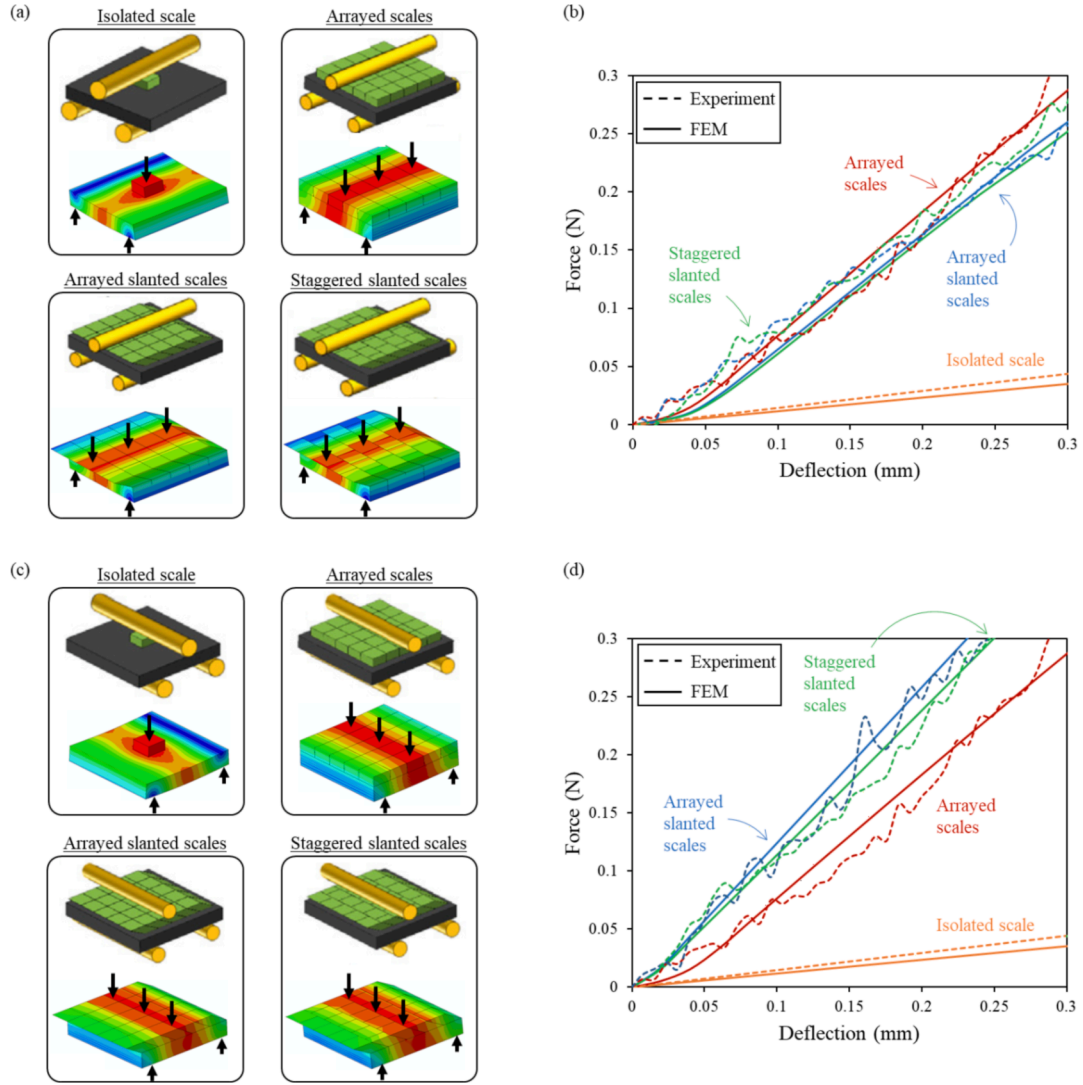 (a)
Isolated scale
Arrayed scales
Arrayed slanted scales
Staggered slanted scales
(b)
0.3
0.25
0.2
0.15
0.1
0.05
0
Force (N)
Experiment
FEM
Arrayed
scales
Staggered
slanted
scales
Arrayed
slanted
scales
Isolated scale
0
0.05
0.1
0.15
0.2
0.25
0.3
Deflection (mm)
(c)
Isolated scale
Arrayed scales
Arrayed slanted scales
Staggered slanted scales
(d)
0.3
0.25
0.2
0.15
0.1
0.05
0
Force (N)
Experiment
FEM
Staggered
slanted
scales
Arrayed
slanted
scales
Arrayed
scales
Isolated scale
0
0.05
0.1
0.15
0.2
0.25
0.3
Deflection (mm)